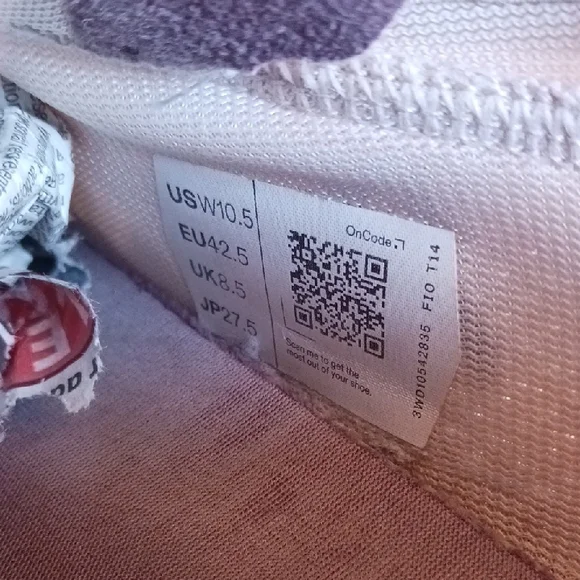 USW10.5
EU42.5
UK8.5
JP27.5
OnCode
Scan me to get the
most out of your shoe.
3WD10542835 FIO T14